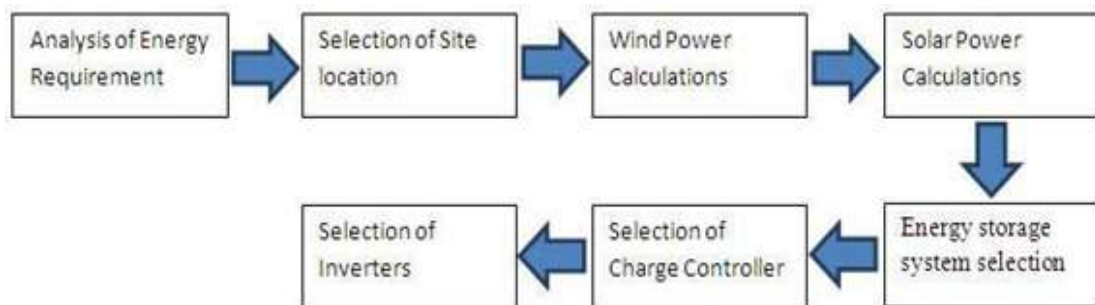 Analysis of Energy
Requirement
Selection of Site
location
Wind Power
Calculations
Solar Power
Calculations
Energy storage
system selection
Selection of
Charge Controller
Selection of
Inverters